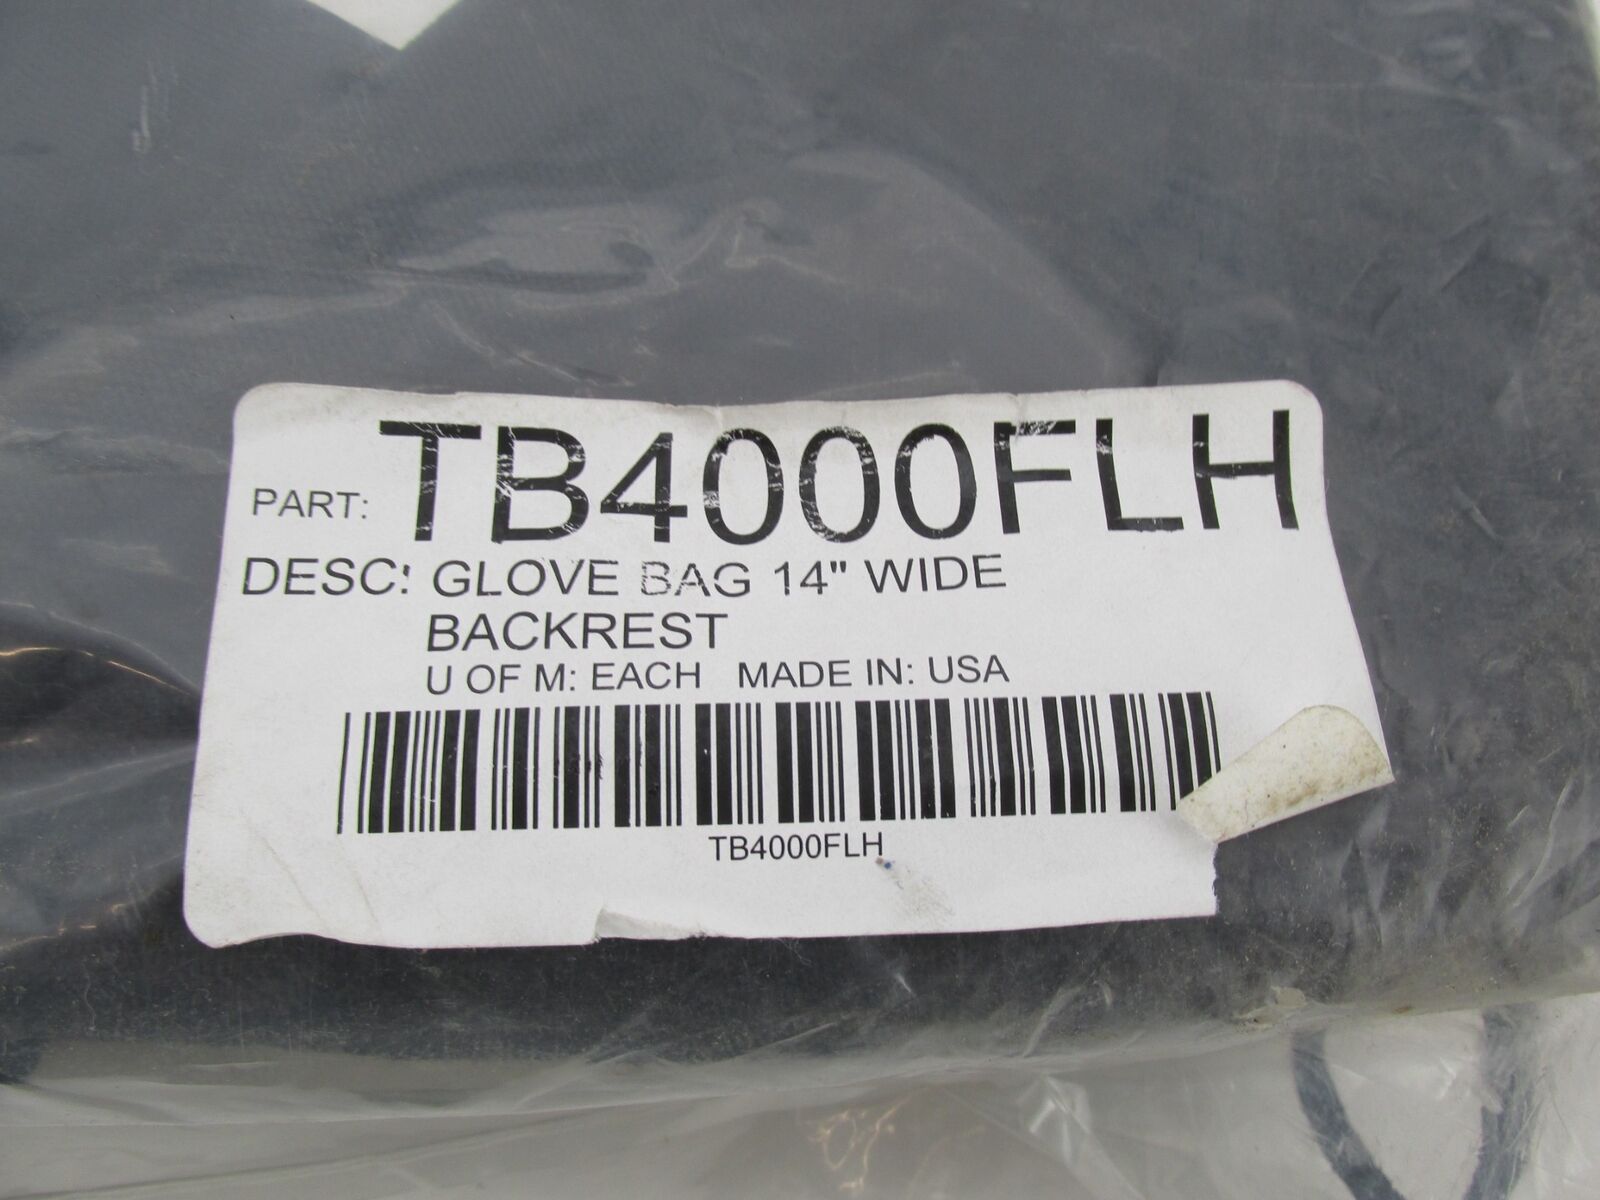 PART: TB4000FLH
DESC: GLOVE BAG 14" WIDE
BACKREST
U OF M: EACH MADE IN: USA
TB4000FLH